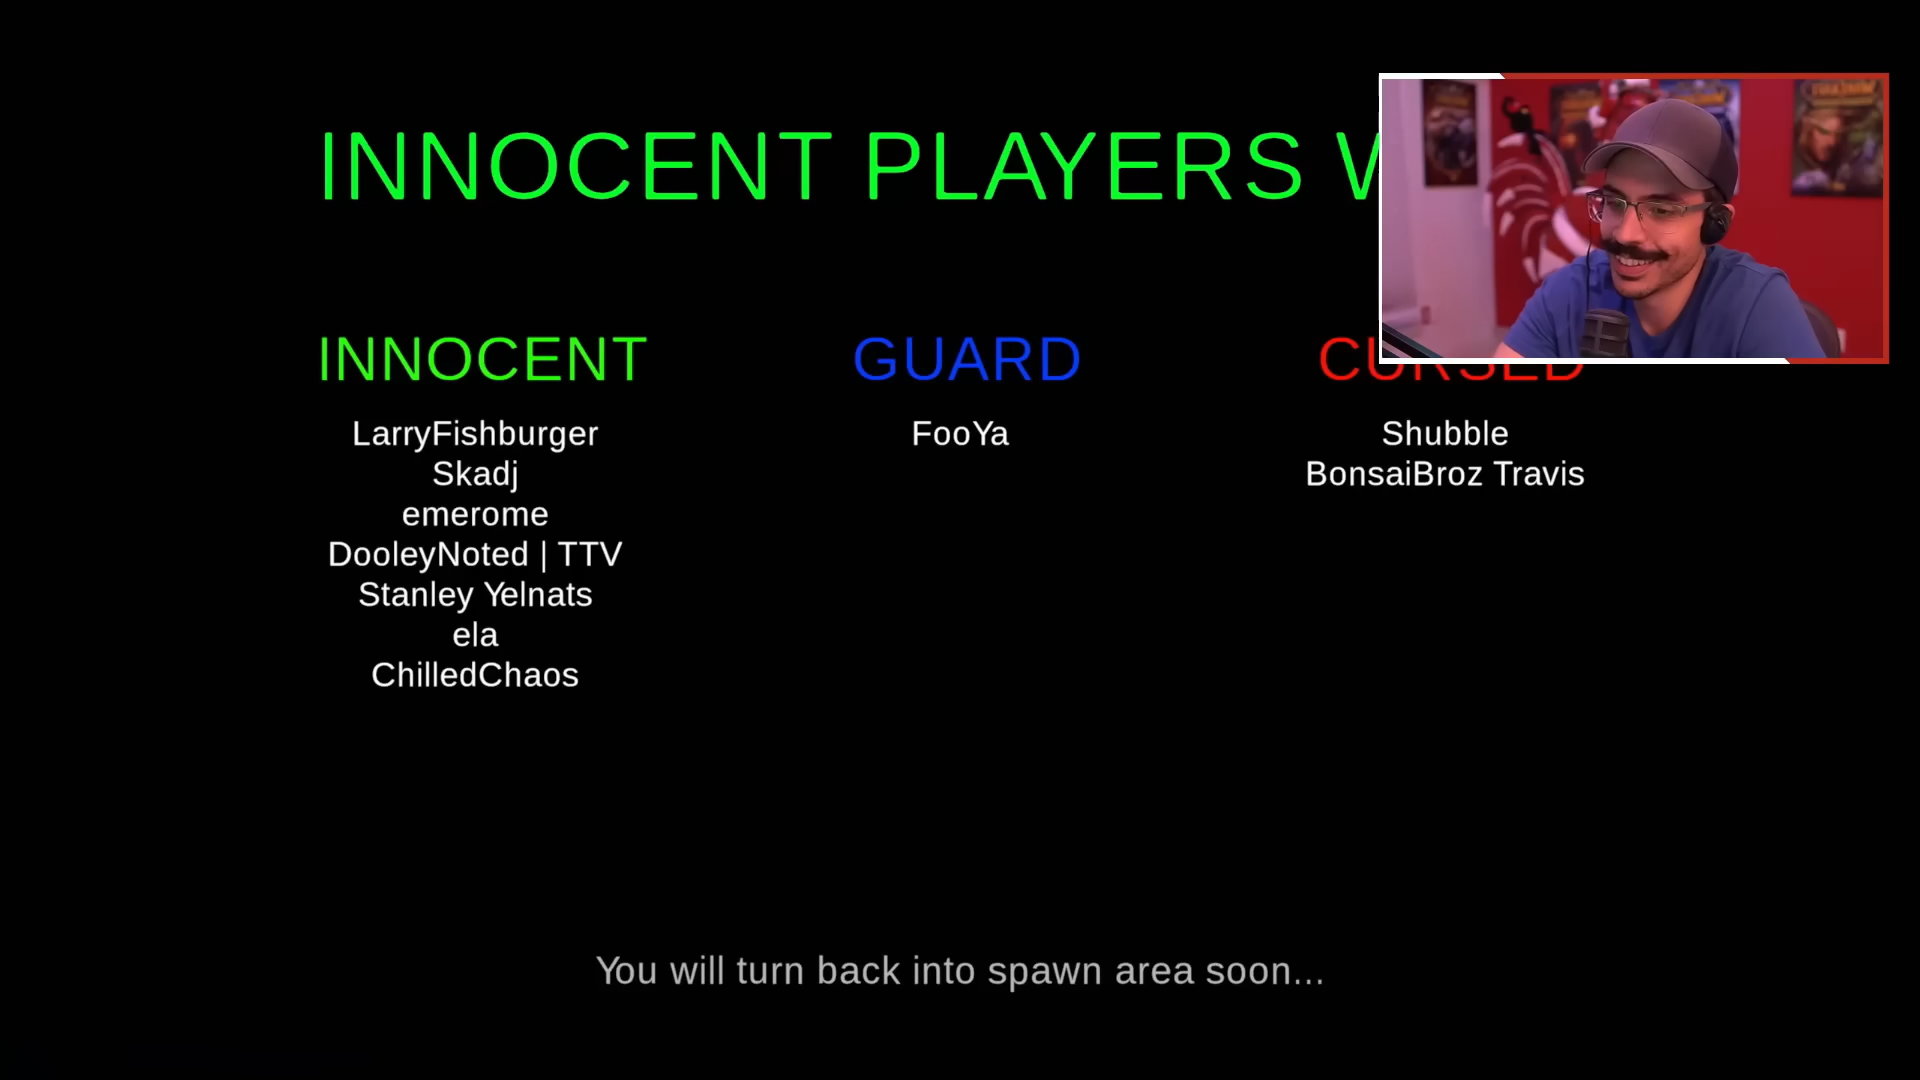 INNOCENT PLAYERS
INNOCENT
GUARD
CURSED
LarryFishburger
FooYa
Shubble
Skadj
BonsaiBroz Travis
emerome
DooleyNoted | TTV
Stanley Yelnats
ela
ChilledChaos
You will turn back into spawn area soon...